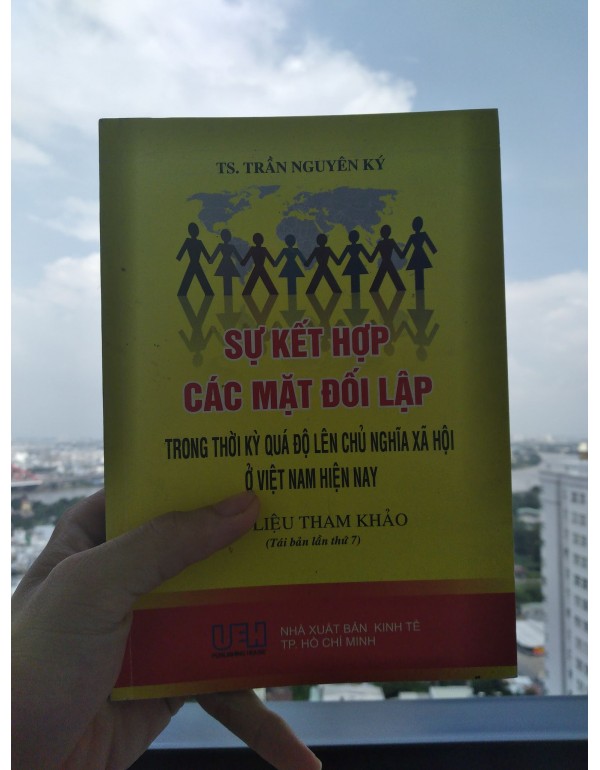 TS. TRẦN NGUYÊN KÝ
SỰ KẾT HỢP
CÁC MẶT ĐỐI LẬP
TRONG THỜI KỲ QUÁ ĐỘ LÊN CHỦ NGHĨA XÃ HỘI
Ở VIỆT NAM HIỆN NAY
LIỆU THAM KHẢO
(Tái bản lần thứ 7)
UEH
PUBLISHING HOUSE
NHÀ XUẤT BẢN KINH TẾ
TP. HỒ CHÍ MINH